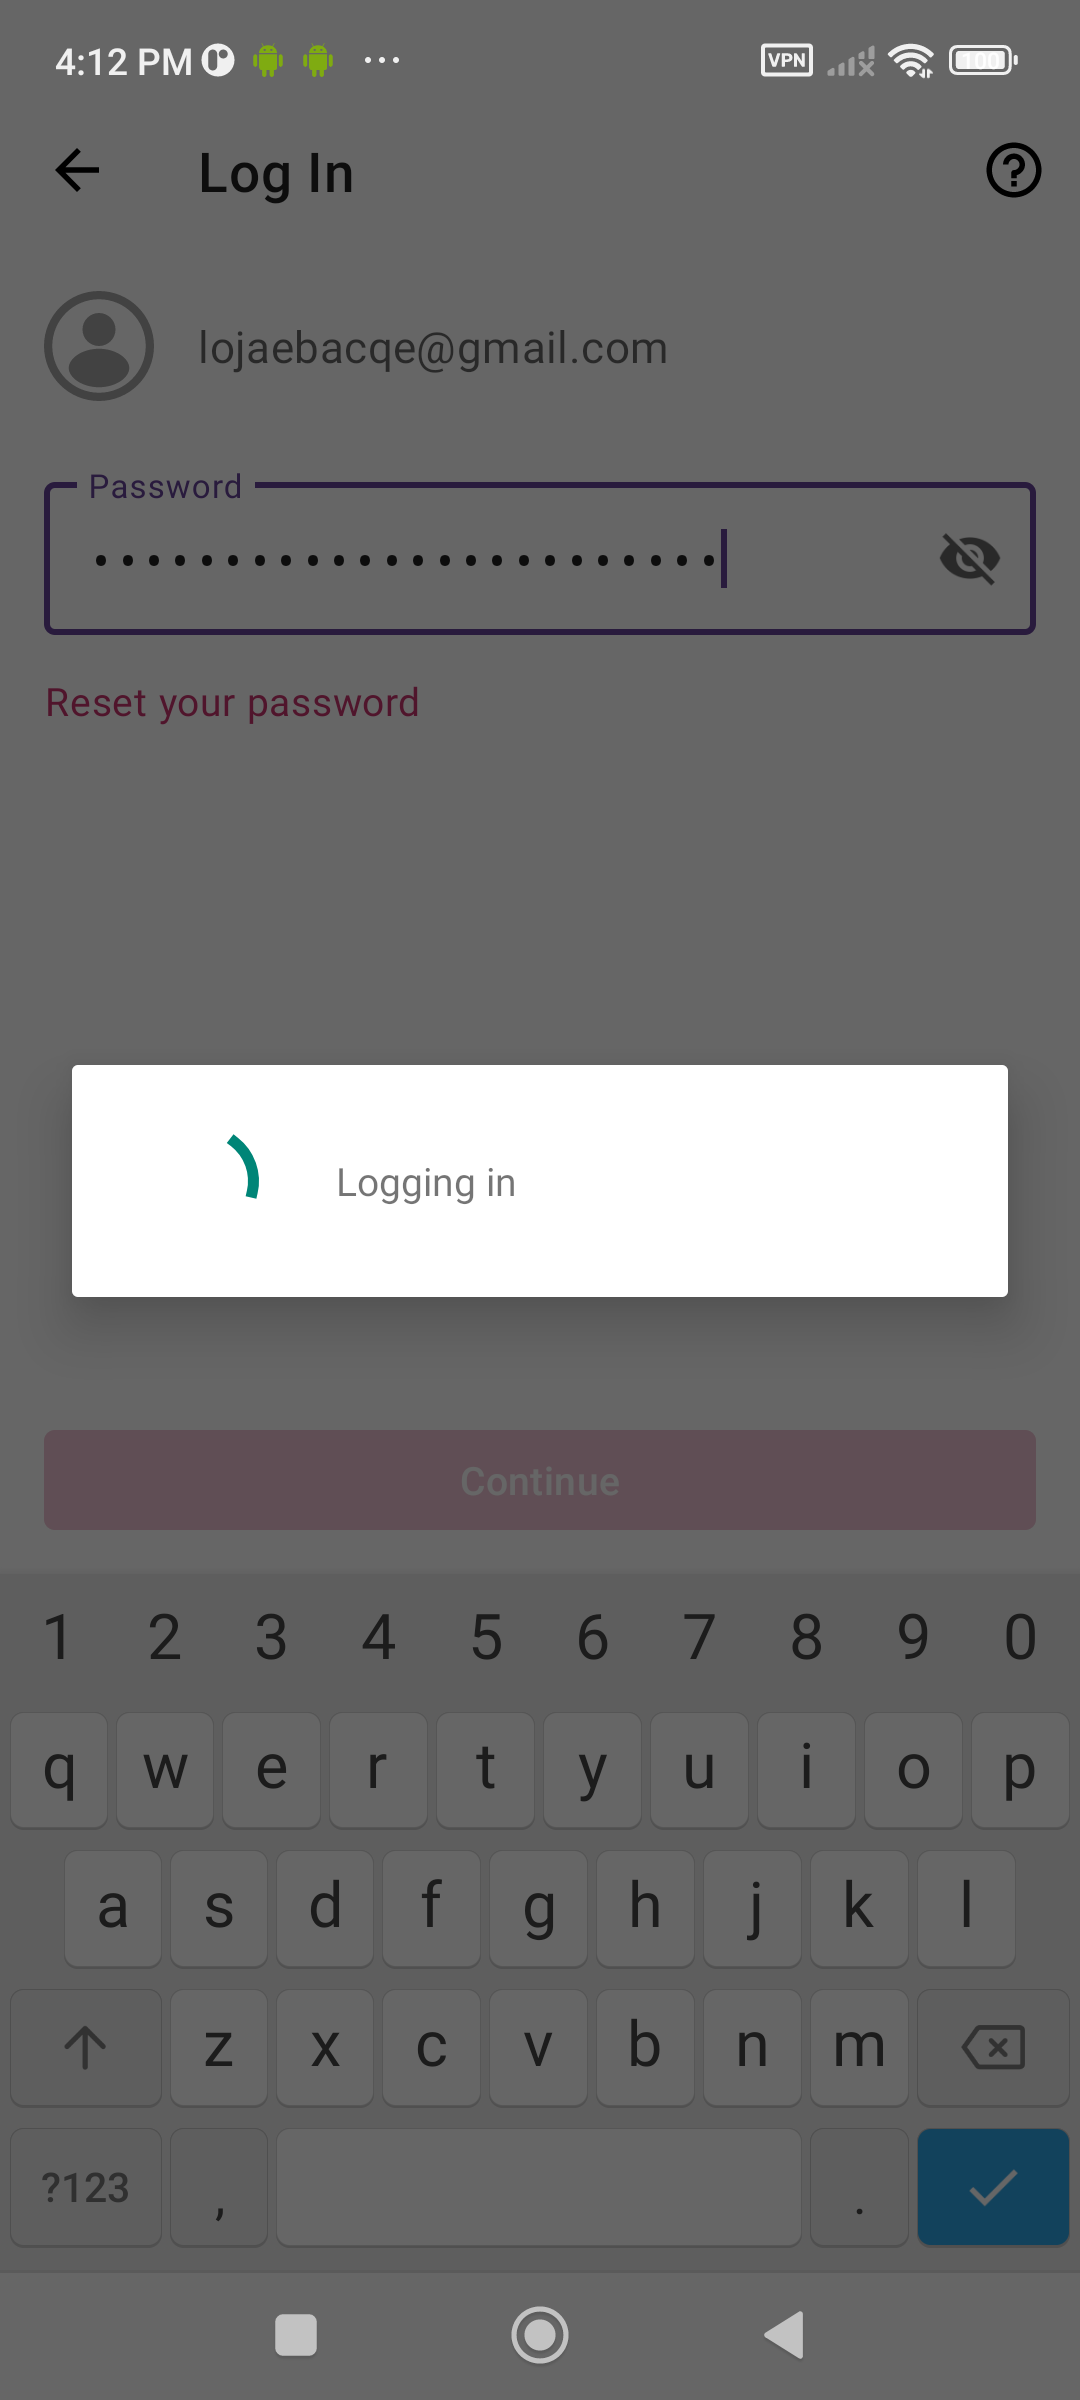 4:12 PM
VPN
100
Log In
lojaebacqe@gmail.com
Password
Reset your password
Logging in
Continue
1 2 3 4 5 6 7 8 9 0
q w e r t y u i o p
a s d f g h j k l
z x c v b n m
?123 , .